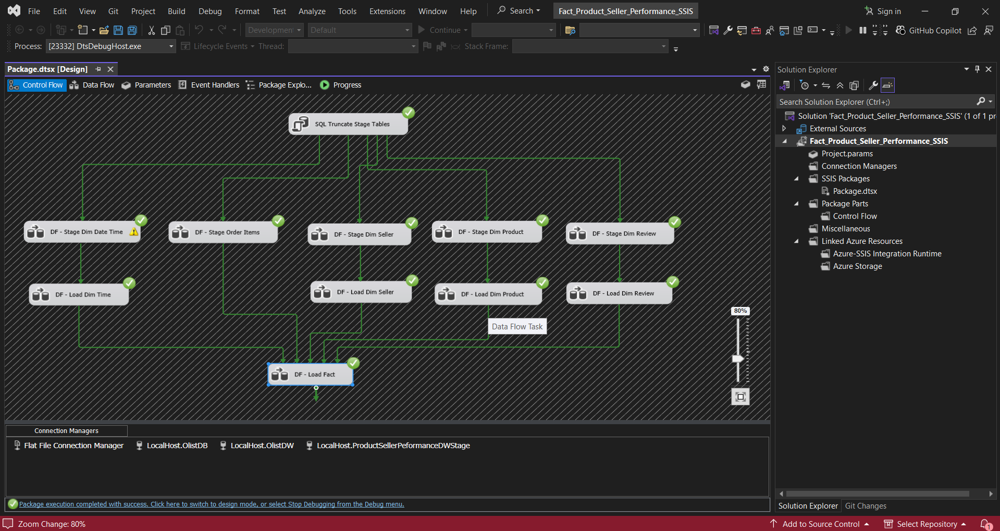 File Edit View Git Project Build Debug Format Test Analyze Tools Extensions Window Help Search Fact_Product_Seller_Performance_SSIS Sign in
Development Default Continue GitHub Copilot
Process: [23332] DtsDebugHost.exe Lifecycle Events Thread: Stack Frame:
Package.dtsx [Design]
Control Flow Data Flow Parameters Event Handlers Package Explo... Progress
SQL Truncate Stage Tables
DF - Stage Dim Date Time
DF - Stage Order Items
DF - Stage Dim Seller
DF - Stage Dim Product
DF - Stage Dim Review
DF - Load Dim Time
DF - Load Dim Seller
DF - Load Dim Product
DF - Load Dim Review
Data Flow Task
DF - Load Fact
80%
Connection Managers
Flat File Connection Manager LocalHost.OlistDB LocalHost.OlistDW LocalHost.ProductSellerPeformanceDWStage
Package execution completed with success. Click here to switch to design mode, or select Stop Debugging from the Debug menu.
Solution Explorer
Search Solution Explorer (Ctrl+;)
Solution 'Fact_Product_Seller_Performance_SSIS' (1 of 1 pr
External Sources
Fact_Product_Seller_Performance_SSIS
Project.params
Connection Managers
SSIS Packages
Package.dtsx
Package Parts
Control Flow
Miscellaneous
Linked Azure Resources
Azure-SSIS Integration Runtime
Azure Storage
Solution Explorer Git Changes
Zoom Change: 80% Add to Source Control Select Repository 1